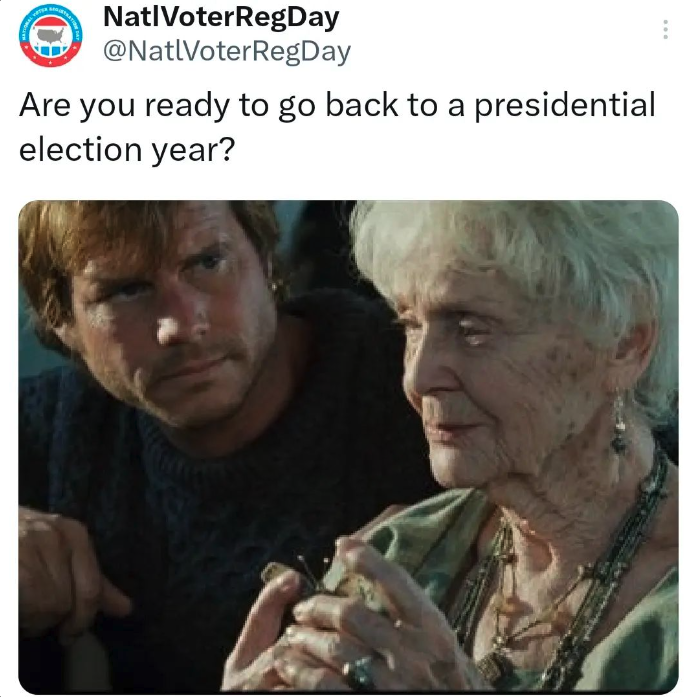 NatlVoterRegDay
@NatlVoterRegDay
Are you ready to go back to a presidential
election year?